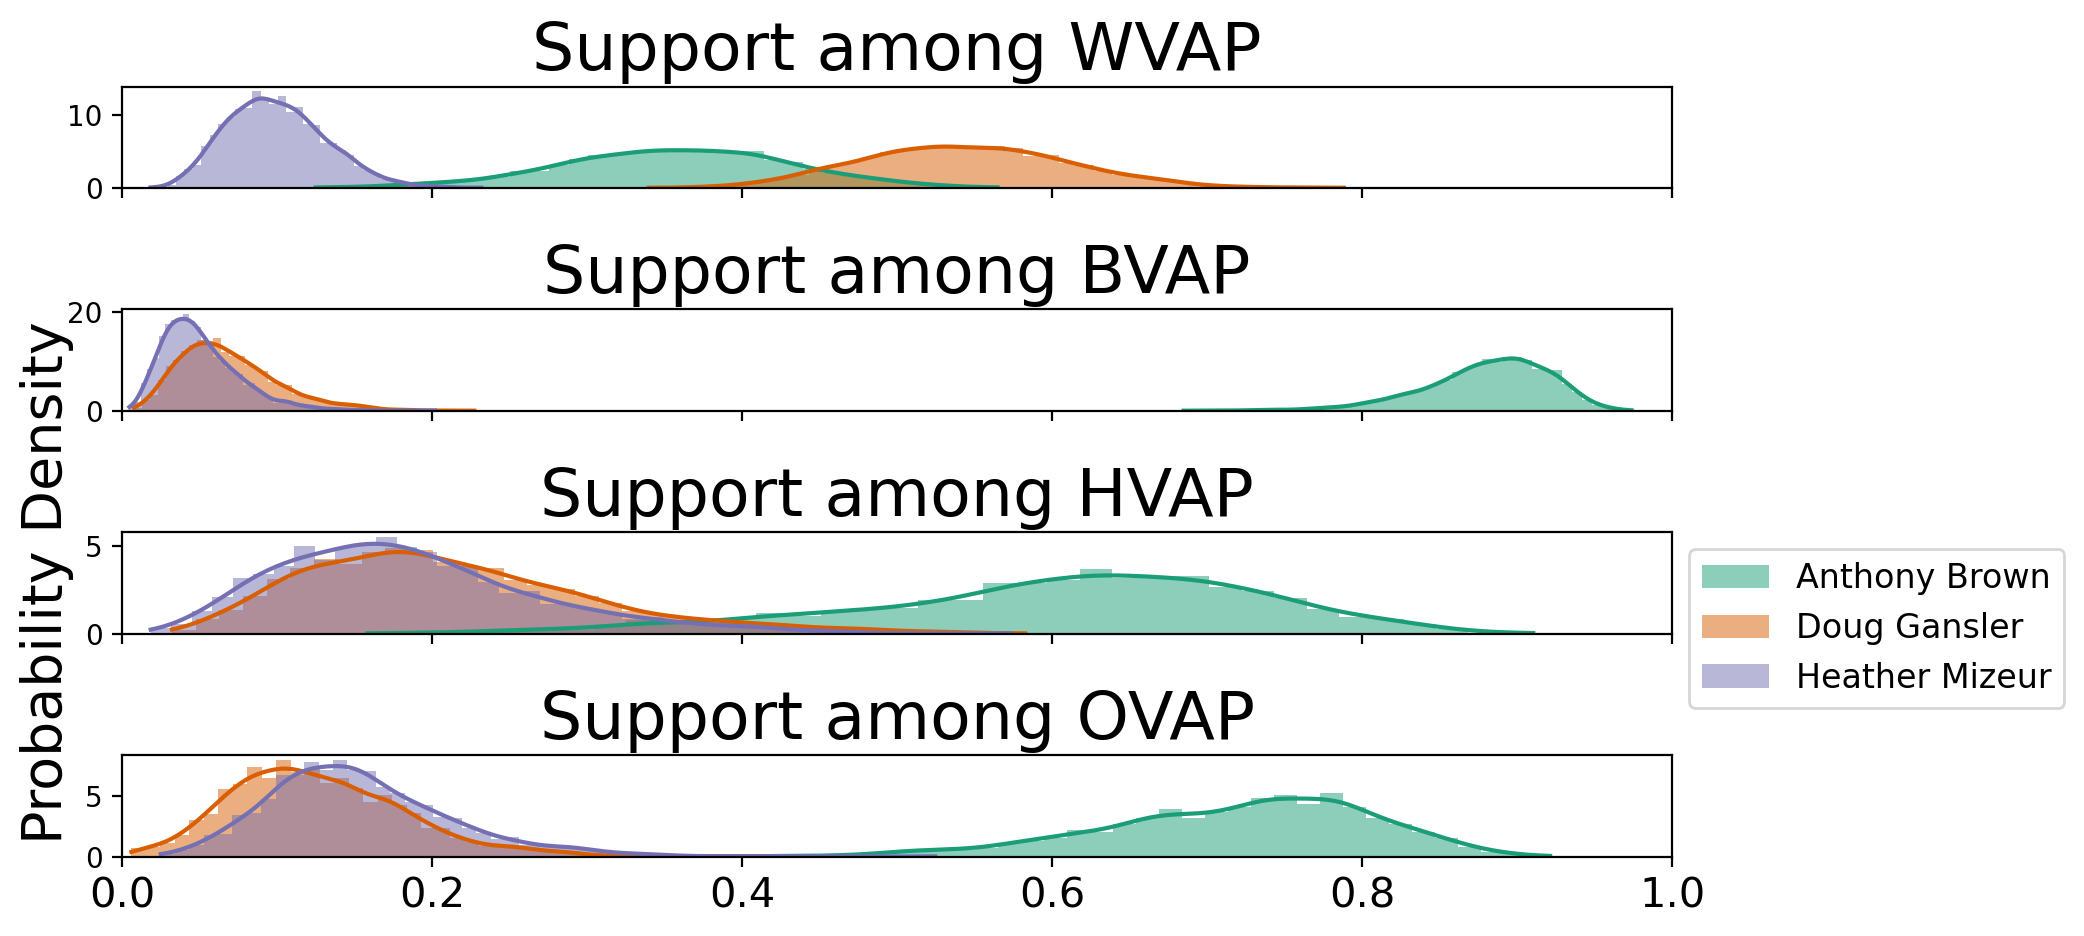 Support among WVAP
10
0
Support among BVAP
20
0
Support among HVAP
5
0
Support among OVAP
5
0
0.0 0.2 0.4 0.6 0.8 1.0
Probability Density
Anthony Brown
Doug Gansler
Heather Mizeur